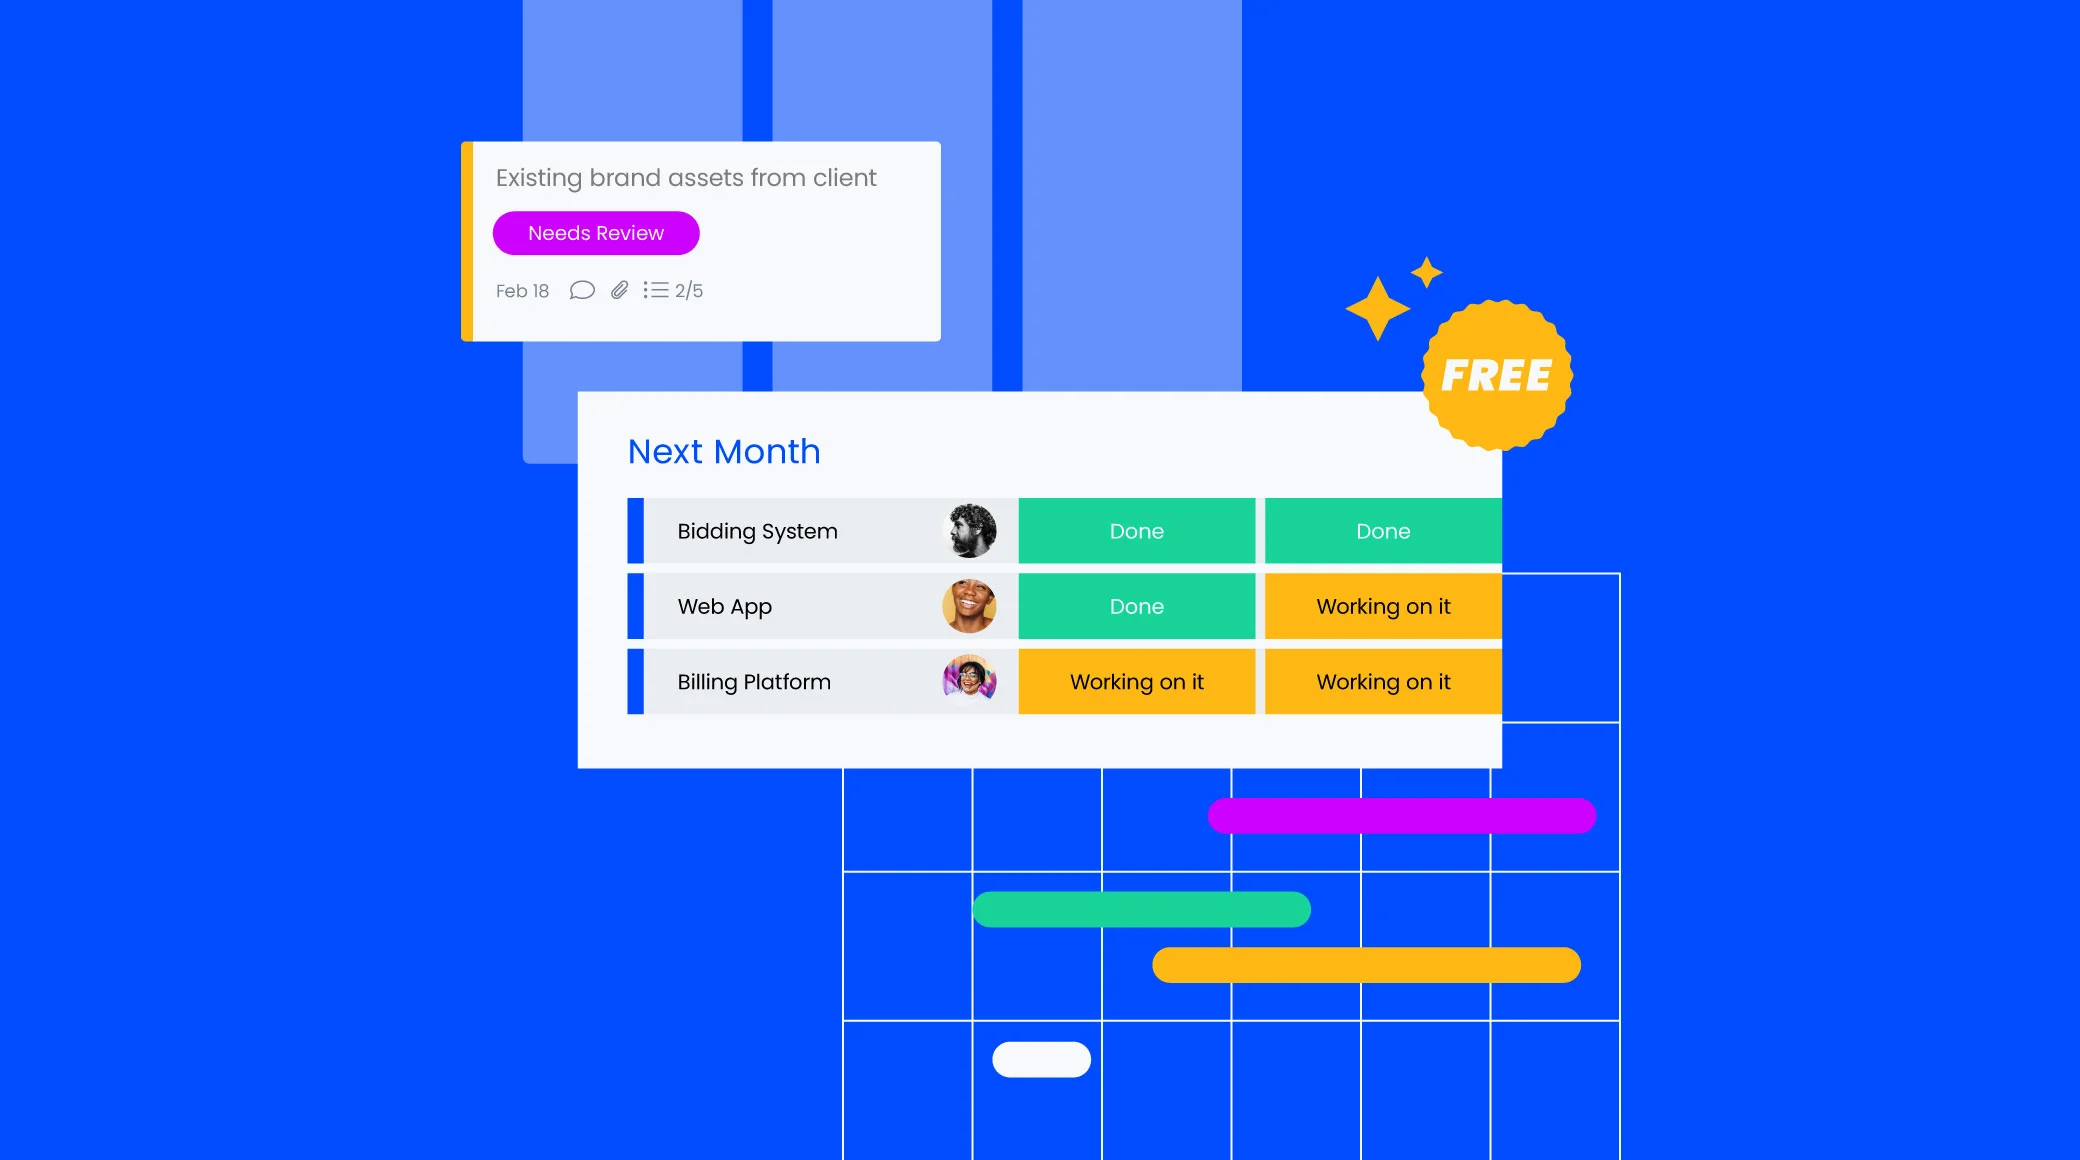 Existing brand assets from client
Needs Review
Feb 18 2/5
FREE
Next Month
Bidding System Done Done
Web App Done Working on it
Billing Platform Working on it Working on it